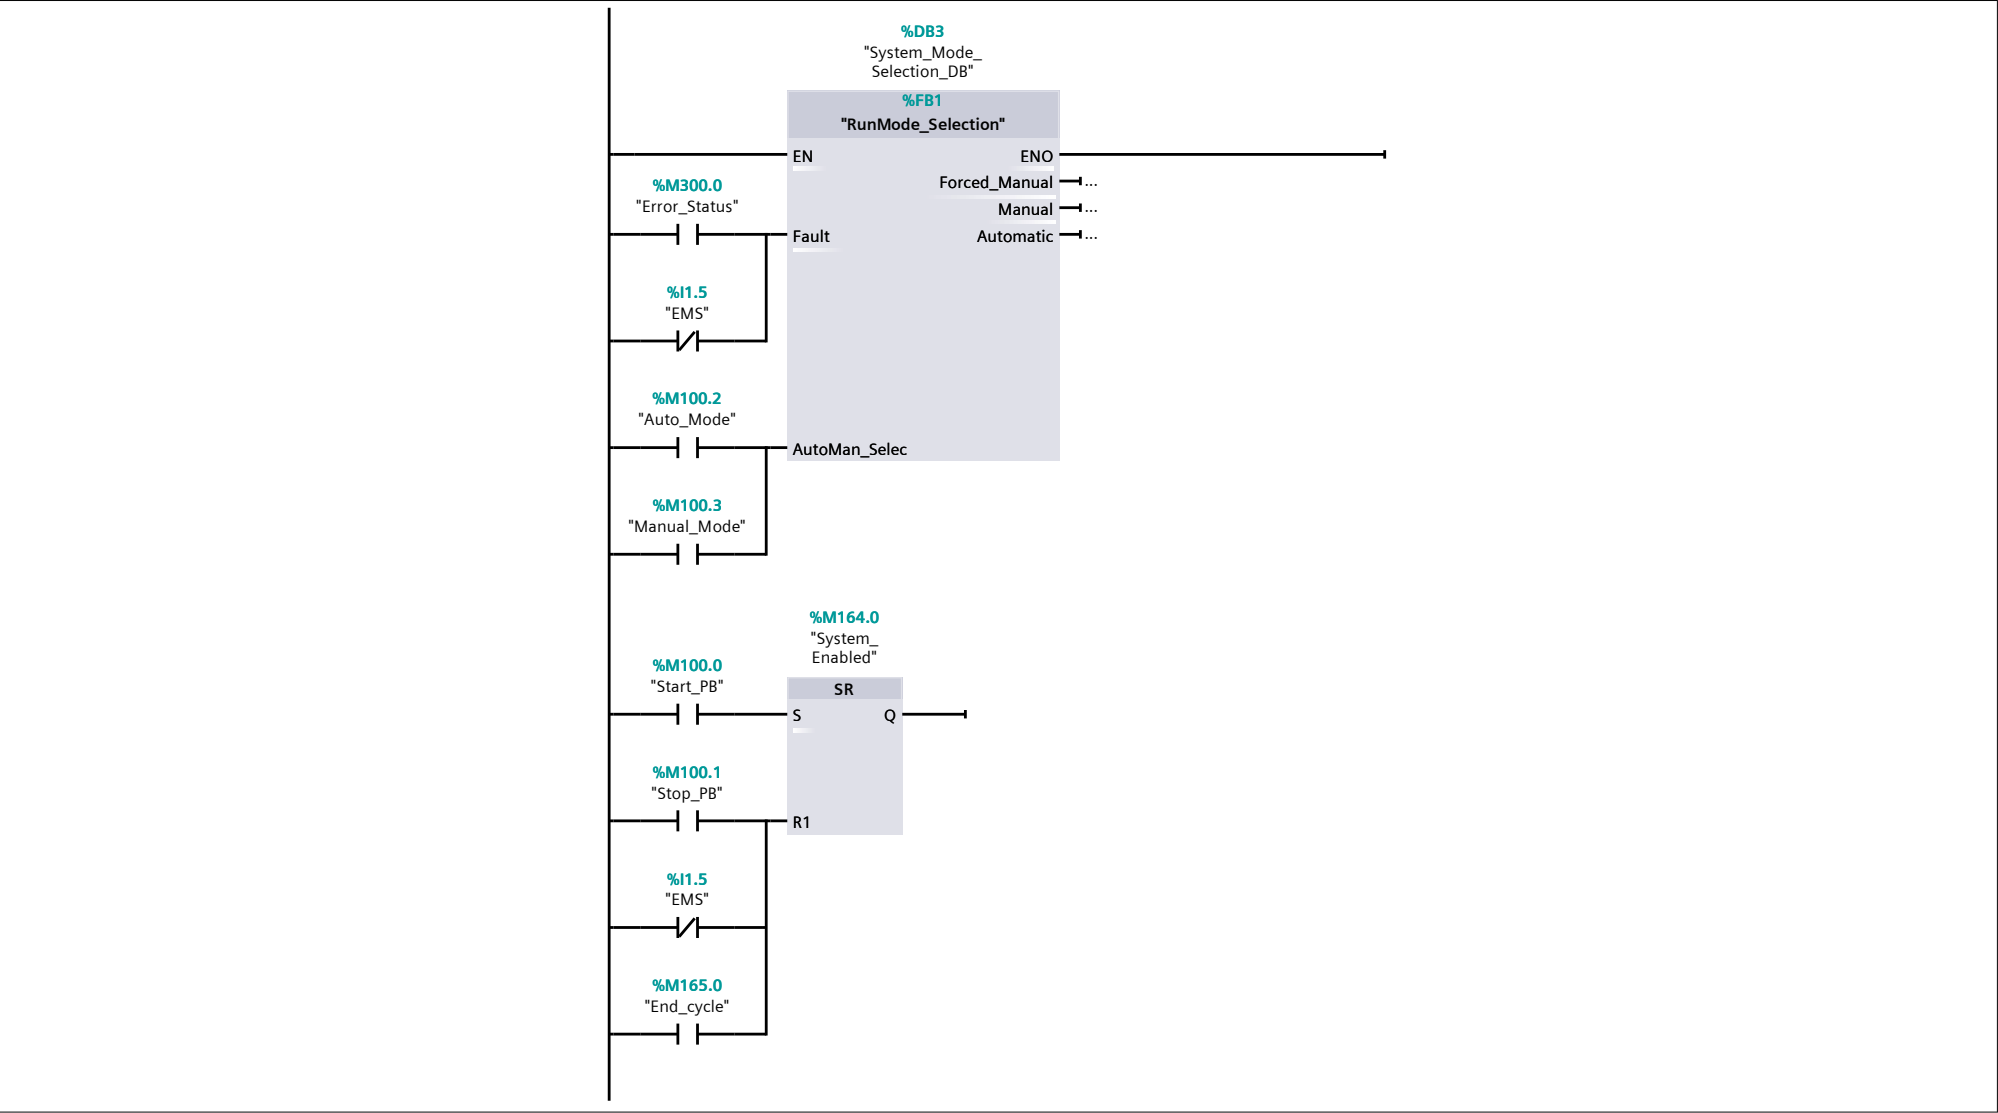 %DB3
"System_Mode_
Selection_DB"
%FB1
"RunMode_Selection"
EN
ENO
%M300.0
"Error_Status"
Forced_Manual
...
Manual
...
Fault
Automatic
...
%I1.5
"EMS"
%M100.2
"Auto_Mode"
AutoMan_Selec
%M100.3
"Manual_Mode"
%M164.0
"System_
Enabled"
%M100.0
"Start_PB"
SR
S
Q
%M100.1
"Stop_PB"
R1
%I1.5
"EMS"
%M165.0
"End_cycle"